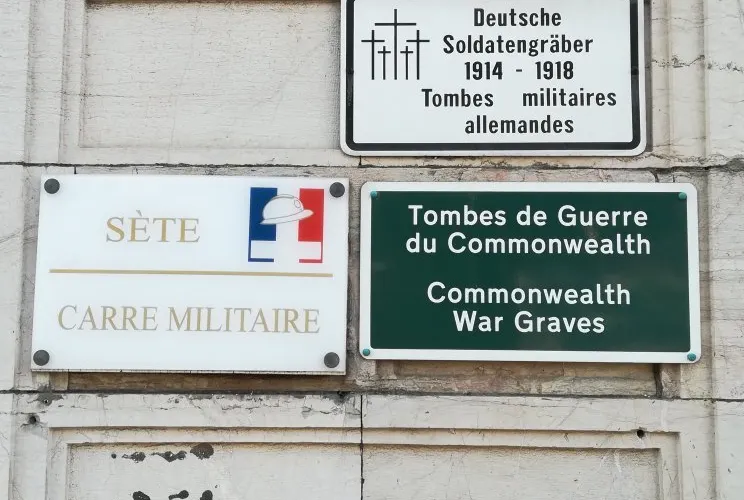 Deutsche
Soldatengräber
1914 - 1918
Tombes militaires
allemandes
SÈTE
CARRE MILITAIRE
Tombes de Guerre
du Commonwealth
Commonwealth
War Graves